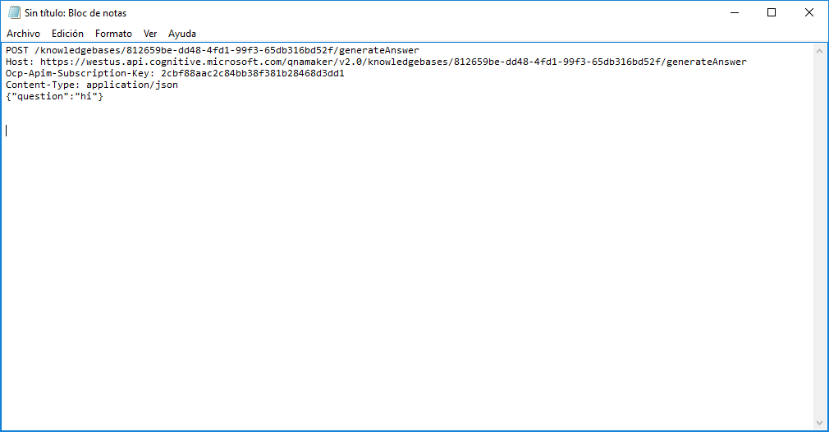 Sin título: Bloc de notas
Archivo Edición Formato Ver Ayuda
POST /knowledgebases/812659be-dd48-4fd1-99f3-65db316bd52f/generateAnswer
Host: https://westus.api.cognitive.microsoft.com/qnamaker/v2.0/knowledgebases/812659be-dd48-4fd1-99f3-65db316bd52f/generateAnswer
Ocp-Apim-Subscription-Key: 2cbf88aac2c84bb38f381b28468d3dd1
Content-Type: application/json
{"question":"hi"}